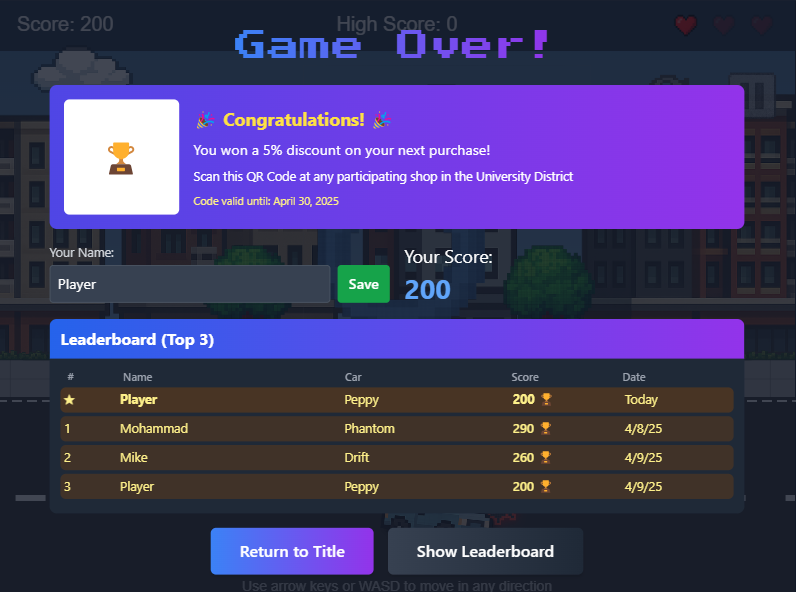 Score: 200
High Score: 0
Game Over!
Congratulations!
You won a 5% discount on your next purchase!
Scan this QR Code at any participating shop in the University District
Code valid until: April 30, 2025
Your Name:
Player
Save
Your Score:
200
Leaderboard (Top 3)
# Name Car Score Date
★ Player Peppy 200 Today
1 Mohammad Phantom 290 4/8/25
2 Mike Drift 260 4/9/25
3 Player Peppy 200 4/9/25
Return to Title
Show Leaderboard
Use arrow keys or WASD to move in any direction